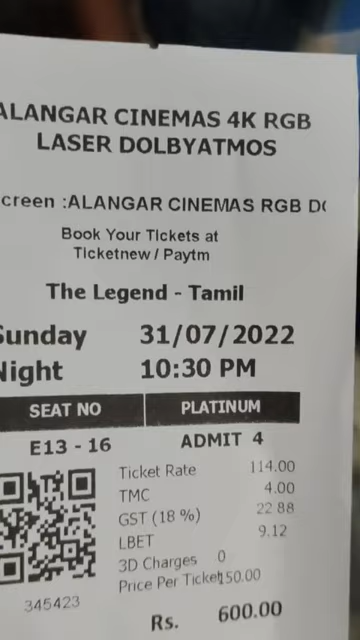 ALANGAR CINEMAS 4K RGB
LASER DOLBYATMOS
creen :ALANGAR CINEMAS RGB DO
Book Your Tickets at
Ticketnew / Paytm
The Legend - Tamil
Sunday 31/07/2022
Night 10:30 PM
SEAT NO PLATINUM
E13 - 16 ADMIT 4
Ticket Rate 114.00
TMC 4.00
GST (18 %) 22.88
LBET 9.12
3D Charges 0
Price Per Ticket150.00
345423
Rs. 600.00